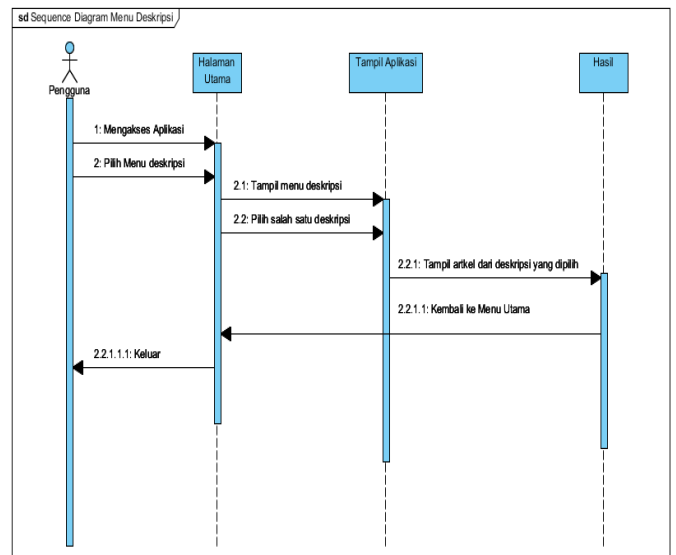 sd Sequence Diagram Menu Deskripsi
Pengguna
Halaman
Utama
Tampil Aplikasi
Hasil
1: Mengakses Aplikasi
2: Pilih Menu deskripsi
2.1: Tampil menu deskripsi
2.2: Pilih salah satu deskripsi
2.2.1: Tampil artkel dari deskripsi yang dipilih
2.2.1.1: Kembali ke Menu Utama
2.2.1.1.1: Keluar